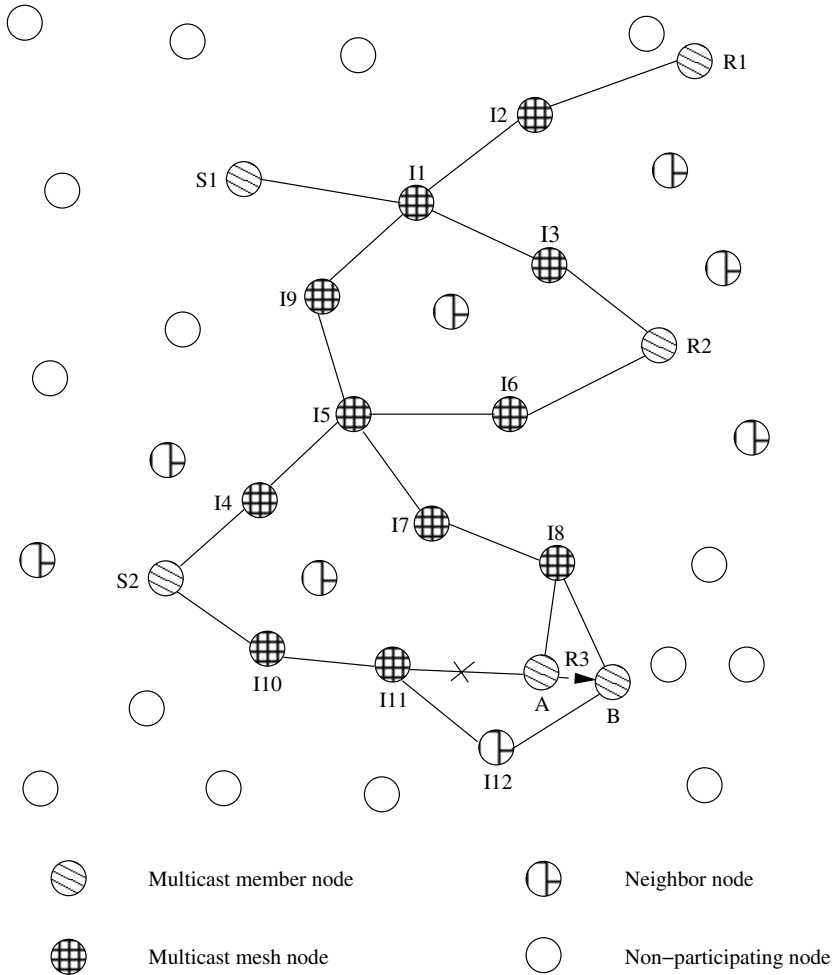 R1
I2
I1
S1
I3
I9
R2
I6
I5
I4
I7
I8
S2
R3
I10
I11
A
B
I12
Multicast member node
Neighbor node
Multicast mesh node
Non−participating node